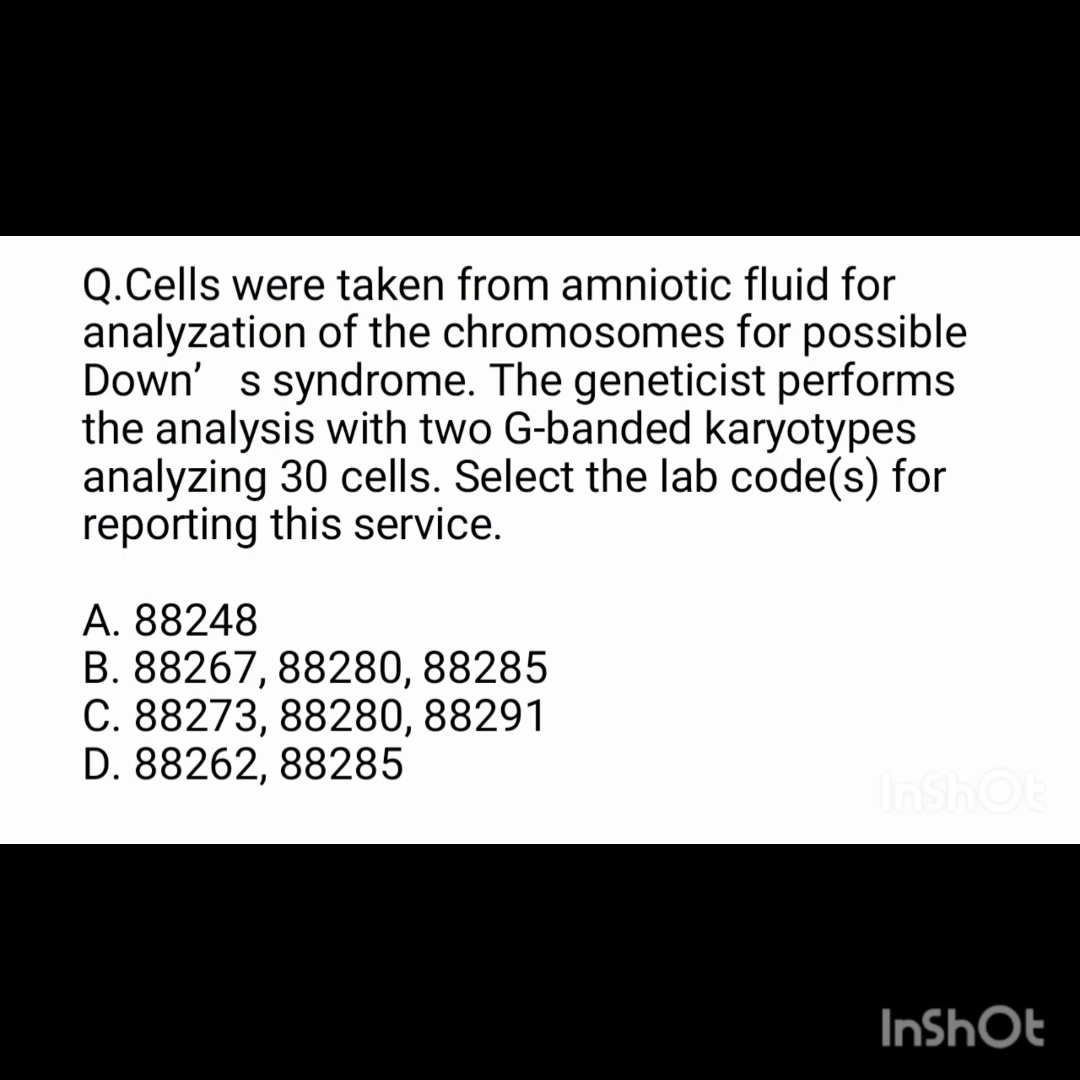 Q.Cells were taken from amniotic fluid for
analyzation of the chromosomes for possible
Down’ s syndrome. The geneticist performs
the analysis with two G-banded karyotypes
analyzing 30 cells. Select the lab code(s) for
reporting this service.
A. 88248
B. 88267, 88280, 88285
C. 88273, 88280, 88291
D. 88262, 88285
InShOt
InShOt